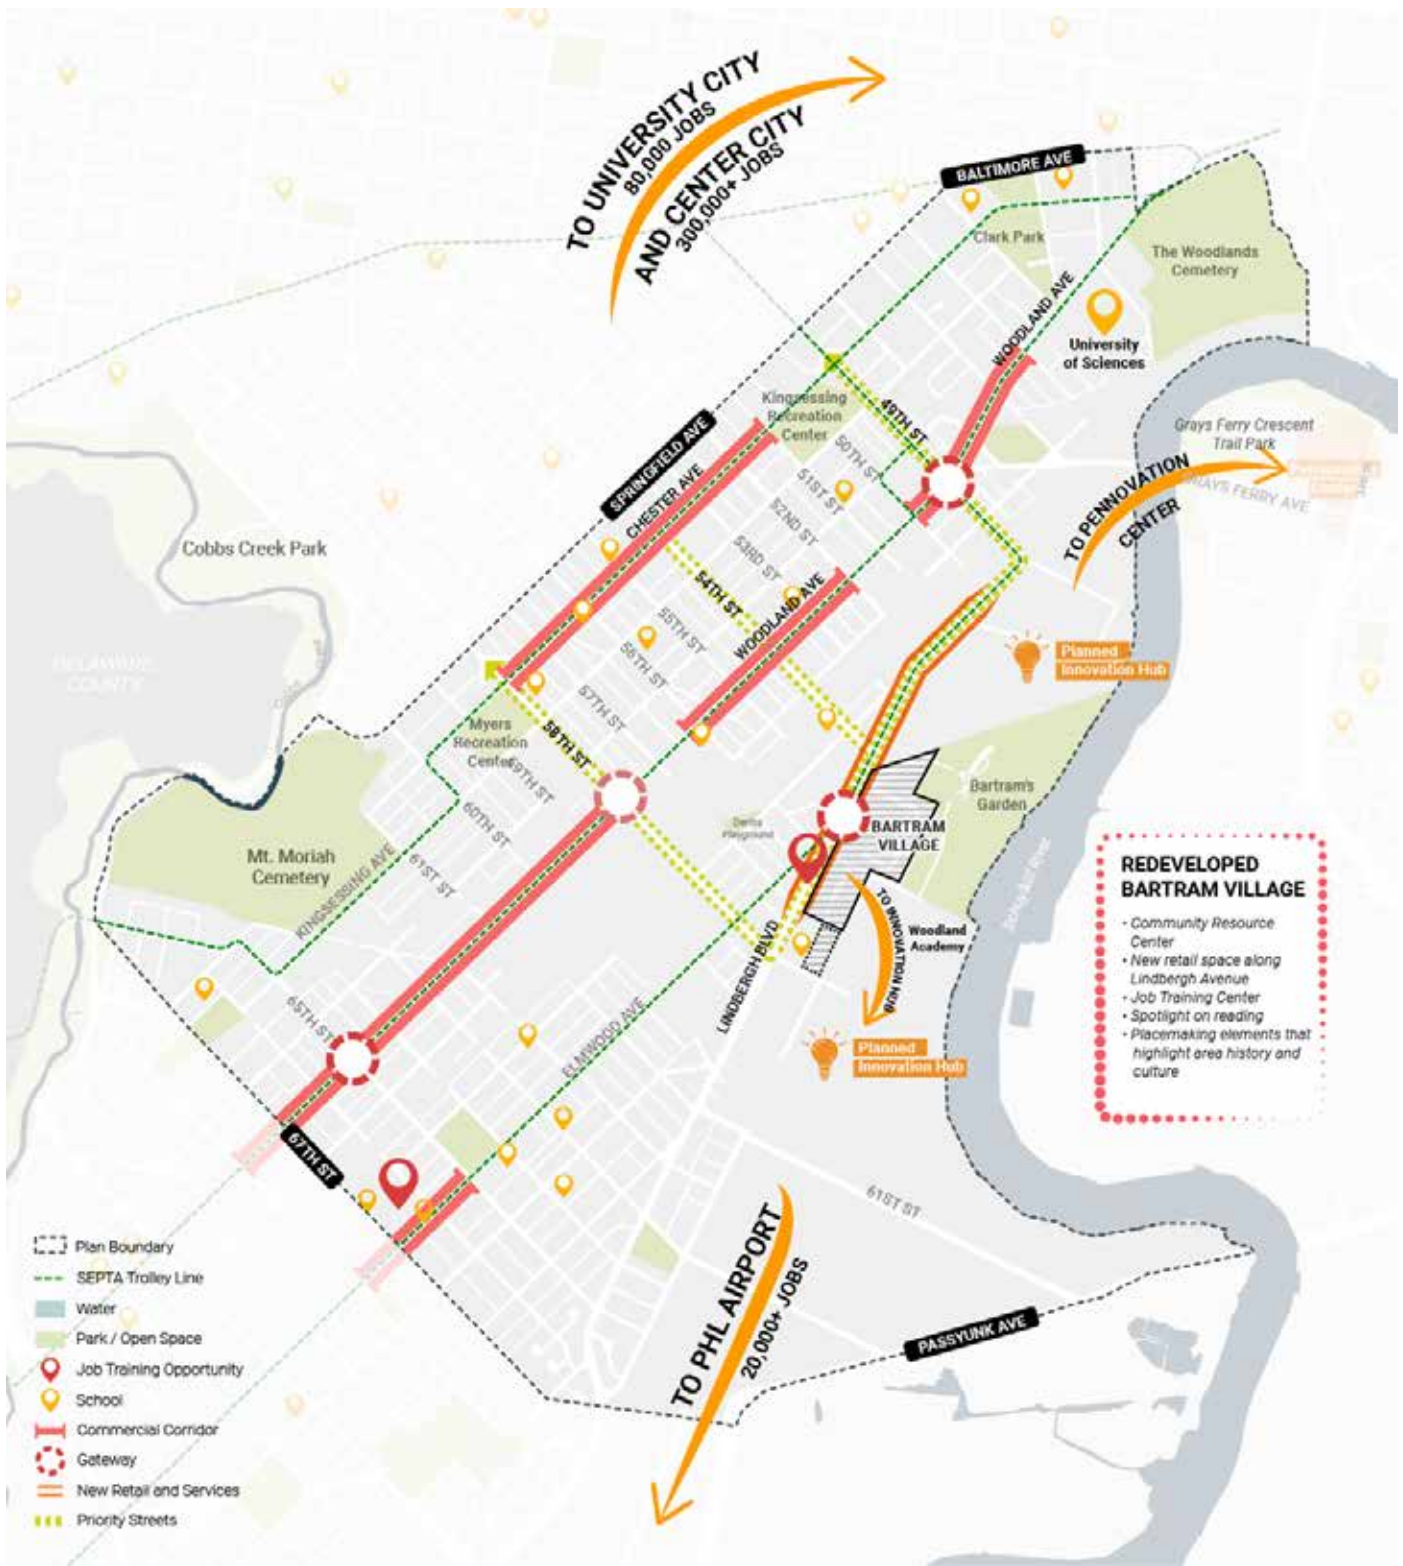 TO UNIVERSITY CITY
80,000 JOBS
AND CENTER CITY
300,000+ JOBS
BALTIMORE AVE
Clark Park
The Woodlands
Cemetery
WOODLAND AVE
University
of Sciences
Kingsessing
Recreation
Center
49TH ST
50TH ST
51ST ST
52ND ST
53RD ST
54TH ST
55TH ST
56TH ST
57TH ST
58TH ST
59TH ST
60TH ST
61ST ST
65TH ST
SPRINGFIELD AVE
CHESTER AVE
WOODLAND AVE
Grays Ferry Crescent
Trail Park
GRAYS FERRY AVE
TO PENNOVATION
CENTER
Cobbs Creek Park
DELAWARE
COUNTY
Planned
Innovation Hub
Myers
Recreation
Center
Bartram's
Garden
BARTRAM
VILLAGE
Mt. Moriah
Cemetery
KINGSESSING AVE
TO INNOVATION HUB
Woodland
Academy
LINDBERGH BLVD
ELMWOOD AVE
Planned
Innovation Hub
67TH ST
61ST ST
TO PHL AIRPORT
20,000+ JOBS
PASSYUNK AVE
REDEVELOPED
BARTRAM VILLAGE
- Community Resource
Center
• New retail space along
Lindbergh Avenue
- Job Training Center
• Spotlight on reading
- Placemaking elements that
highlight area history and
culture
Plan Boundary
SEPTA Trolley Line
Water
Park / Open Space
Job Training Opportunity
School
Commercial Corridor
Gateway
New Retail and Services
Priority Streets